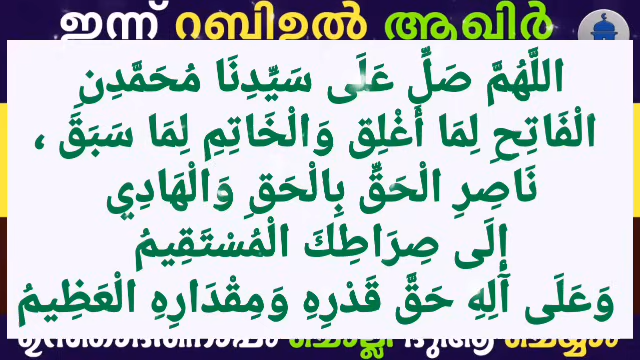 ഇന്ന് റബിഉൽ ആഖിർ
اللَّهُمَّ صَلِّ عَلَى سَيِّدِنَا مُحَمَّدِنِ
الْفَاتِحِ لِمَا أُغْلِق وَالْخَاتِمِ لِمَا سَبَقَ ،
نَاصِرِ الْحَقِّ بِالْحَقِ وَالْهَادِي
إِلَى صِرَاطِكَ الْمُسْتَقِيمُ
وَعَلَى آلِهِ حَقَّ قَدْرِهِ وَمِقْدَارِهِ الْعَظِيمُ
ചൊല്ലി ദുആ ചെയ്യാം